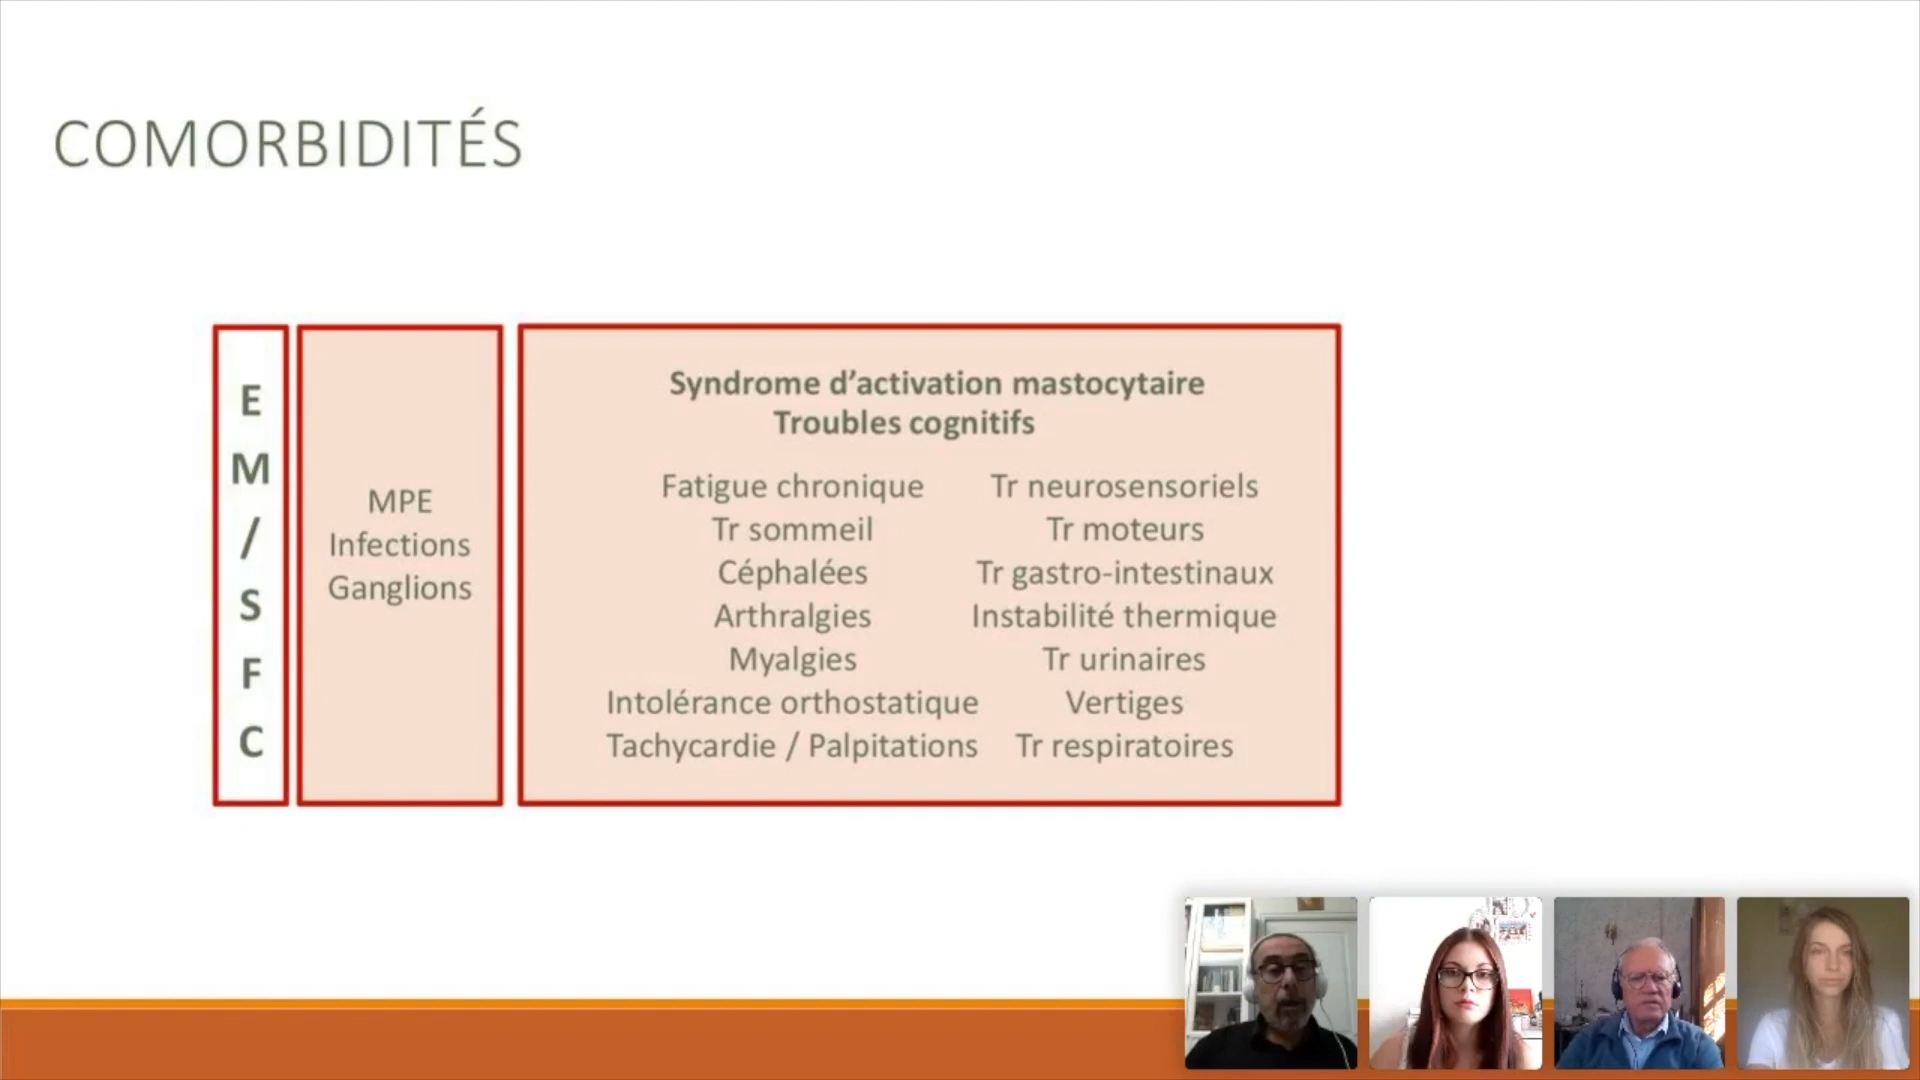 COMORBIDITÉS
E
M
/
S
F
C
MPE
Infections
Ganglions
Syndrome d’activation mastocytaire
Troubles cognitifs
Fatigue chronique
Tr sommeil
Céphalées
Arthralgies
Myalgies
Intolérance orthostatique
Tachycardie / Palpitations
Tr neurosensoriels
Tr moteurs
Tr gastro-intestinaux
Instabilité thermique
Tr urinaires
Vertiges
Tr respiratoires